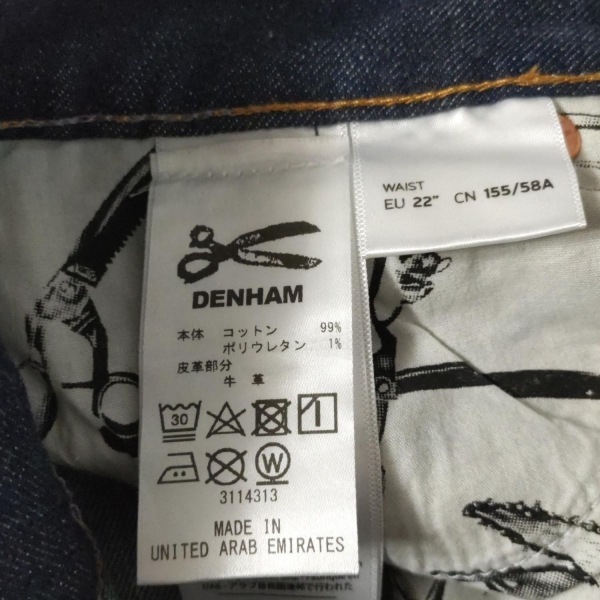 WAIST
EU 22" CN 155/58A
DENHAM
本体 コットン 99%
ポリウレタン 1%
皮革部分
牛革
30
W
3114313
MADE IN
UNITED ARAB EMIRATES